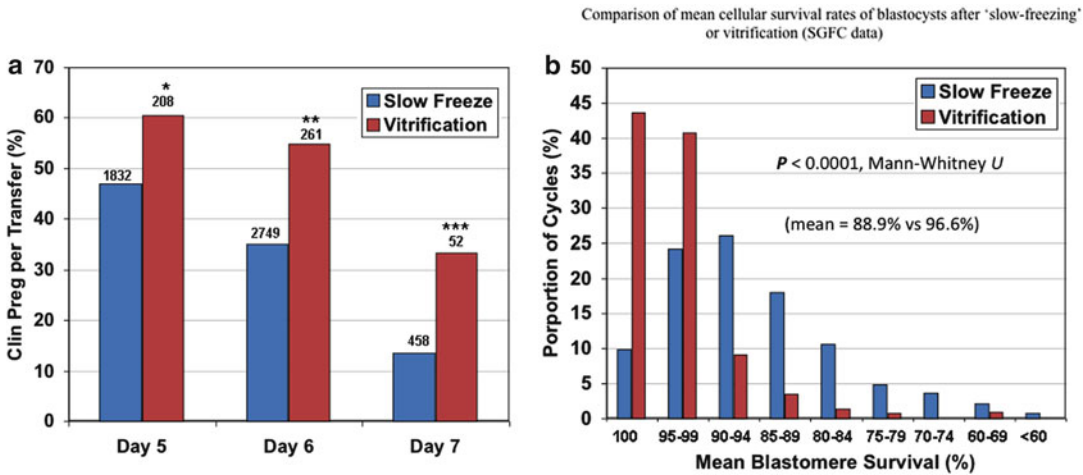 Comparison of mean cellular survival rates of blastocysts after ‘slow-freezing’
or vitrification (SGFC data)
a
70
60
50
40
30
20
10
0
Clin Preg per Transfer (%)
Slow Freeze
Vitrification
*
208
1832
**
261
2749
***
52
458
Day 5 Day 6 Day 7
b
50
45
40
35
30
25
20
15
10
5
0
Porportion of Cycles (%)
Slow Freeze
Vitrification
P < 0.0001, Mann-Whitney U
(mean = 88.9% vs 96.6%)
100 95-99 90-94 85-89 80-84 75-79 70-74 60-69 <60
Mean Blastomere Survival (%)